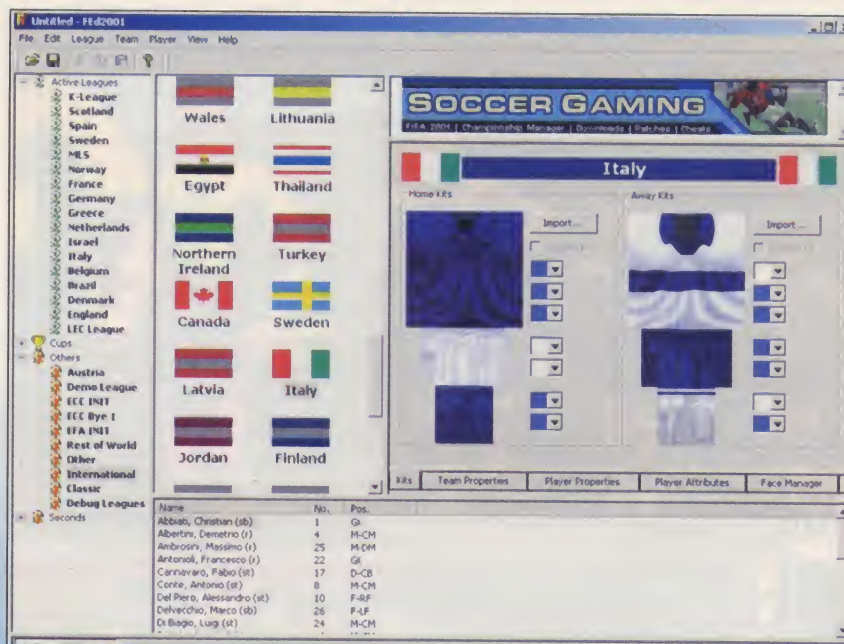 Untitled - FEd2001
File Edit League Team Player View Help
Active Leagues
K-League
Scotland
Spain
Sweden
MLS
Norway
France
Germany
Greece
Netherlands
Israel
Italy
Belgium
Brazil
Denmark
England
LFC League
Cups
Others
Austria
Demo League
ECC INIT
ECC Bye 1
EFA INIT
Rest of World
Other
International
Classic
Debug Leagues
Seconds
Wales Lithuania
Egypt Thailand
Northern Ireland Turkey
Canada Sweden
Latvia Italy
Jordan Finland
SOCCER GAMING
FIFA 2001 | Championship Manager | Downloads | Patches | Cheats
Italy
Home Kits
Import...
Away Kits
Import...
Kits Team Properties Player Properties Player Attributes Face Manager
Name No. Pos.
Abbiati, Christian (sb) 1 GK
Albertini, Demetrio (r) 4 M-CM
Ambrosini, Massimo (r) 25 M-DM
Antonioli, Francesco (r) 22 GK
Cannavaro, Fabio (st) 17 D-CB
Conte, Antonio (st) 8 M-CM
Del Piero, Alessandro (st) 10 F-RF
Delvecchio, Marco (sb) 26 F-LF
Di Biagio, Luigi (st) 24 M-CM